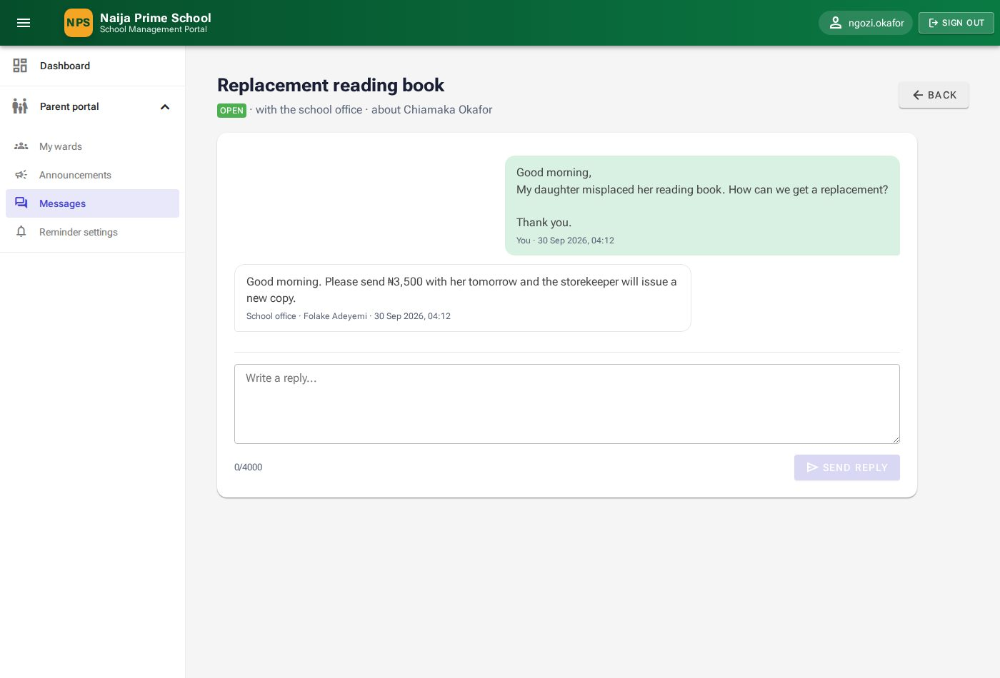 NPS
Naija Prime School
School Management Portal
ngozi.okafor
SIGN OUT
Dashboard
Parent portal
My wards
Announcements
Messages
Reminder settings
Replacement reading book
OPEN · with the school office · about Chiamaka Okafor
BACK
Good morning,
My daughter misplaced her reading book. How can we get a replacement?
Thank you.
You · 30 Sep 2026, 04:12
Good morning. Please send ₦3,500 with her tomorrow and the storekeeper will issue a
new copy.
School office · Folake Adeyemi · 30 Sep 2026, 04:12
Write a reply...
0/4000
SEND REPLY